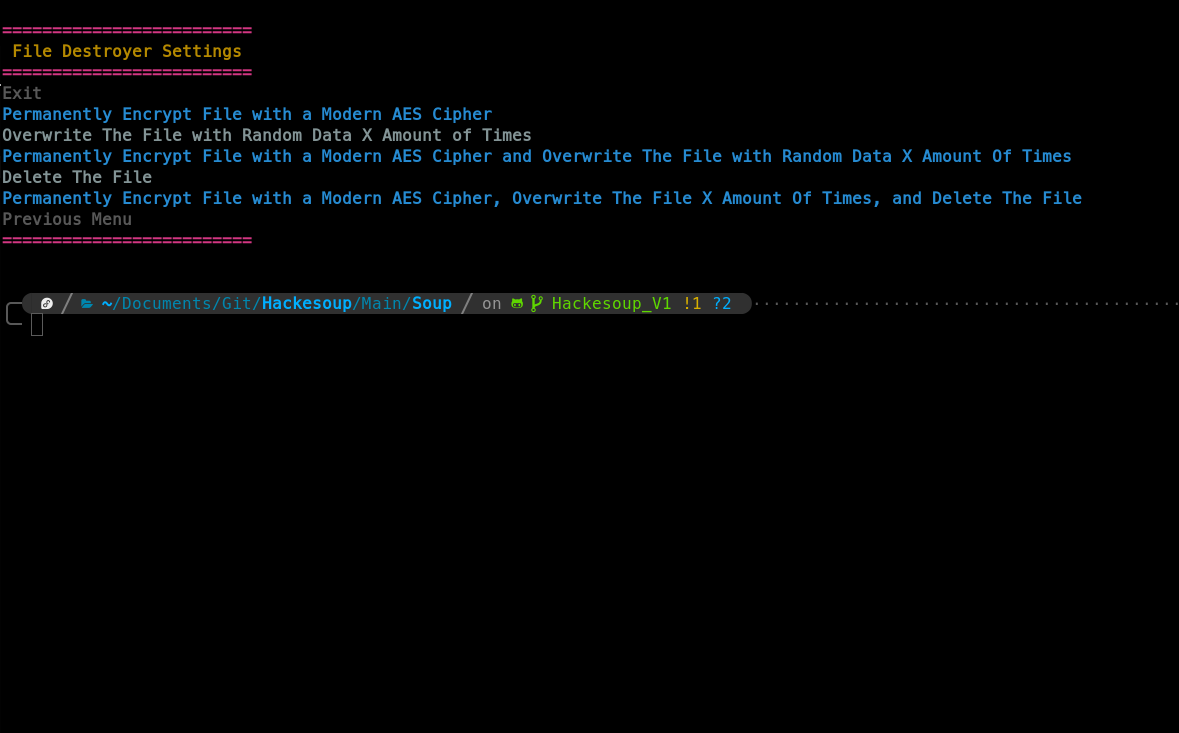 =========================
File Destroyer Settings
=========================
Exit
Permanently Encrypt File with a Modern AES Cipher
Overwrite The File with Random Data X Amount of Times
Permanently Encrypt File with a Modern AES Cipher and Overwrite The File with Random Data X Amount Of Times
Delete The File
Permanently Encrypt File with a Modern AES Cipher, Overwrite The File X Amount Of Times, and Delete The File
Previous Menu
=========================
~/Documents/Git/Hackesoup/Main/Soup / on Hackesoup_V1 !1 ?2